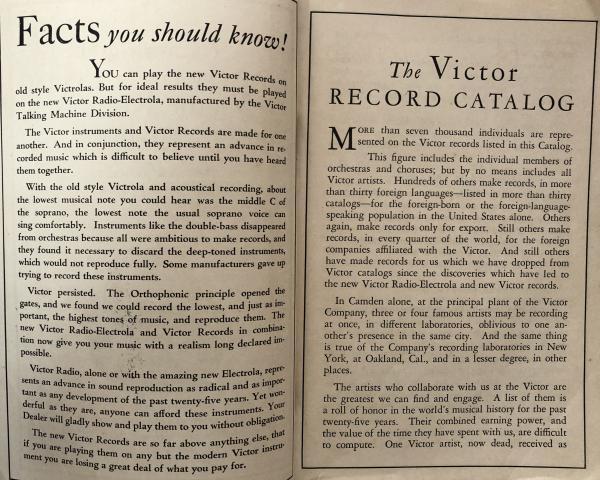 Facts you should know!
YOU can play the new Victor Records on
old style Victrolas. But for ideal results they must be played
on the new Victor Radio-Electrola, manufactured by the Victor
Talking Machine Division.
The Victor instruments and Victor Records are made for one
another. And in conjunction, they represent an advance in re-
corded music which is difficult to believe until you have heard
them together.
With the old style Victrola and acoustical recording, about
the lowest musical note you could hear was the middle C of
the soprano, the lowest note the usual soprano voice can
sing comfortably. Instruments like the double-bass disappeared
from orchestras because all were ambitious to make records, and
they found it necessary to discard the deep-toned instruments,
which would not reproduce fully. Some manufacturers gave up
trying to record these instruments.
Victor persisted. The Orthophonic principle opened the
gates, and we found we could record the lowest, and just as im-
portant, the highest tones of music, and reproduce them. The
new Victor Radio-Electrola and Victor Records in combina-
tion now give you your music with a realism long declared im-
possible.
Victor Radio, alone or with the amazing new Electrola, repre-
sents an advance in sound reproduction as radical and as impor-
tant as any development of the past twenty-five years. Yet won-
derful as they are, anyone can afford these instruments. Your
Dealer will gladly show and play them to you without obligation.
The new Victor Records are so far above anything else, that
if you are playing them on any but the modern Victor instru-
ment you are losing a great deal of what you pay for.
The Victor
RECORD CATALOG
MORE than seven thousand individuals are repre-
sented on the Victor records listed in this Catalog.
This figure includes the individual members of
orchestras and choruses; but by no means includes all
Victor artists. Hundreds of others make records, in more
than thirty foreign languages—listed in more than thirty
catalogs—for the foreign-born or the foreign-language-
speaking population in the United States alone. Others
again, make records only for export. Still others make
records, in every quarter of the world, for the foreign
companies affiliated with the Victor. And still others
have made records for us which we have dropped from
Victor catalogs since the discoveries which have led to
the new Victor Radio-Electrola and new Victor records.
In Camden alone, at the principal plant of the Victor
Company, three or four famous artists may be recording
at once, in different laboratories, oblivious to one an-
other's presence in the same city. And the same thing
is true of the Company's recording laboratories in New
York, at Oakland, Cal., and in a lesser degree, in other
places.
The artists who collaborate with us at the Victor are
the greatest we can find and engage. A list of them is
a roll of honor in the world's musical history for the past
twenty-five years. Their combined earning power, and
the value of the time they have spent with us, are difficult
to compute. One Victor artist, now dead, received as